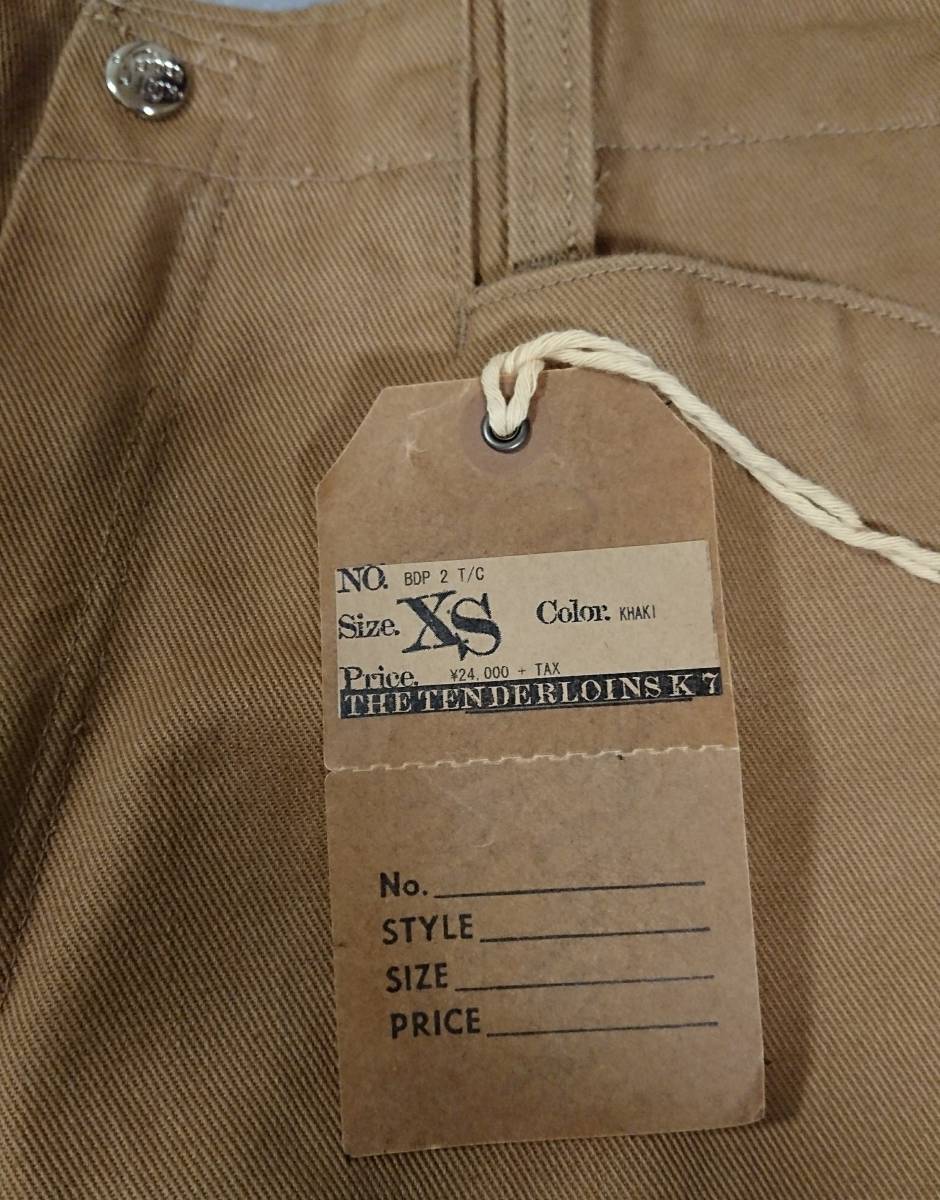 NO. BDP 2 T/C
Size. XS Color. KHAKI
Price. ¥24,000 + TAX
THE TENDERLOINS K 7
No.
STYLE
SIZE
PRICE